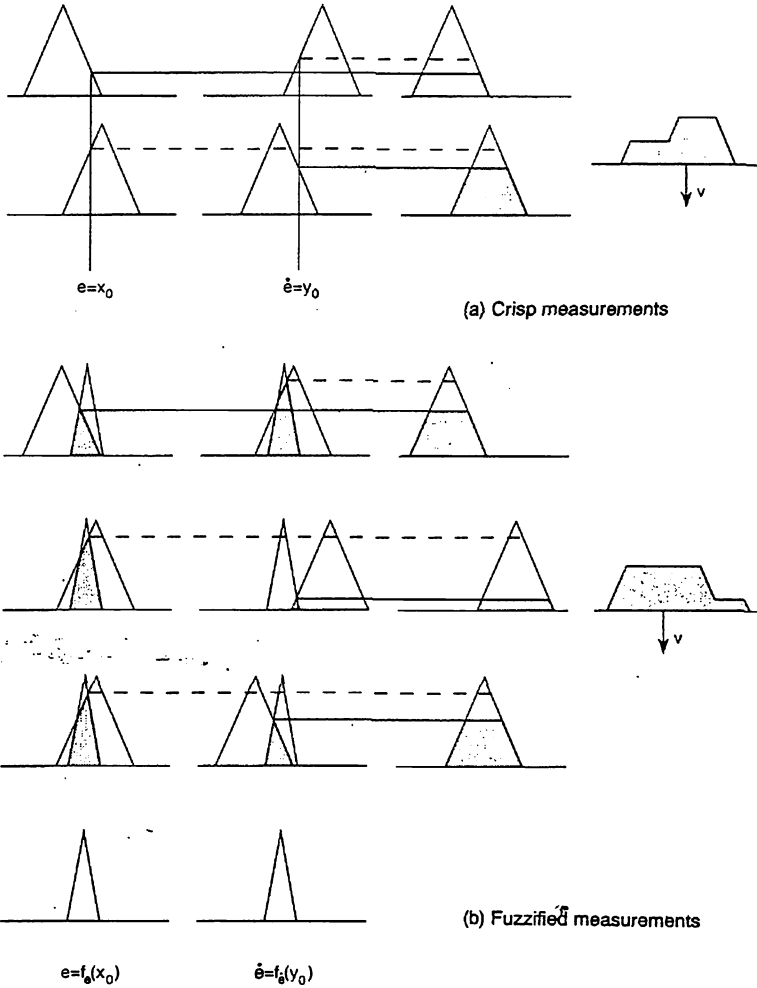 v
e=x₀ ė=y₀
(a) Crisp measurements
v
(b) Fuzzified measurements
e=fₑ(x₀) ė=fₑ̇(y₀)